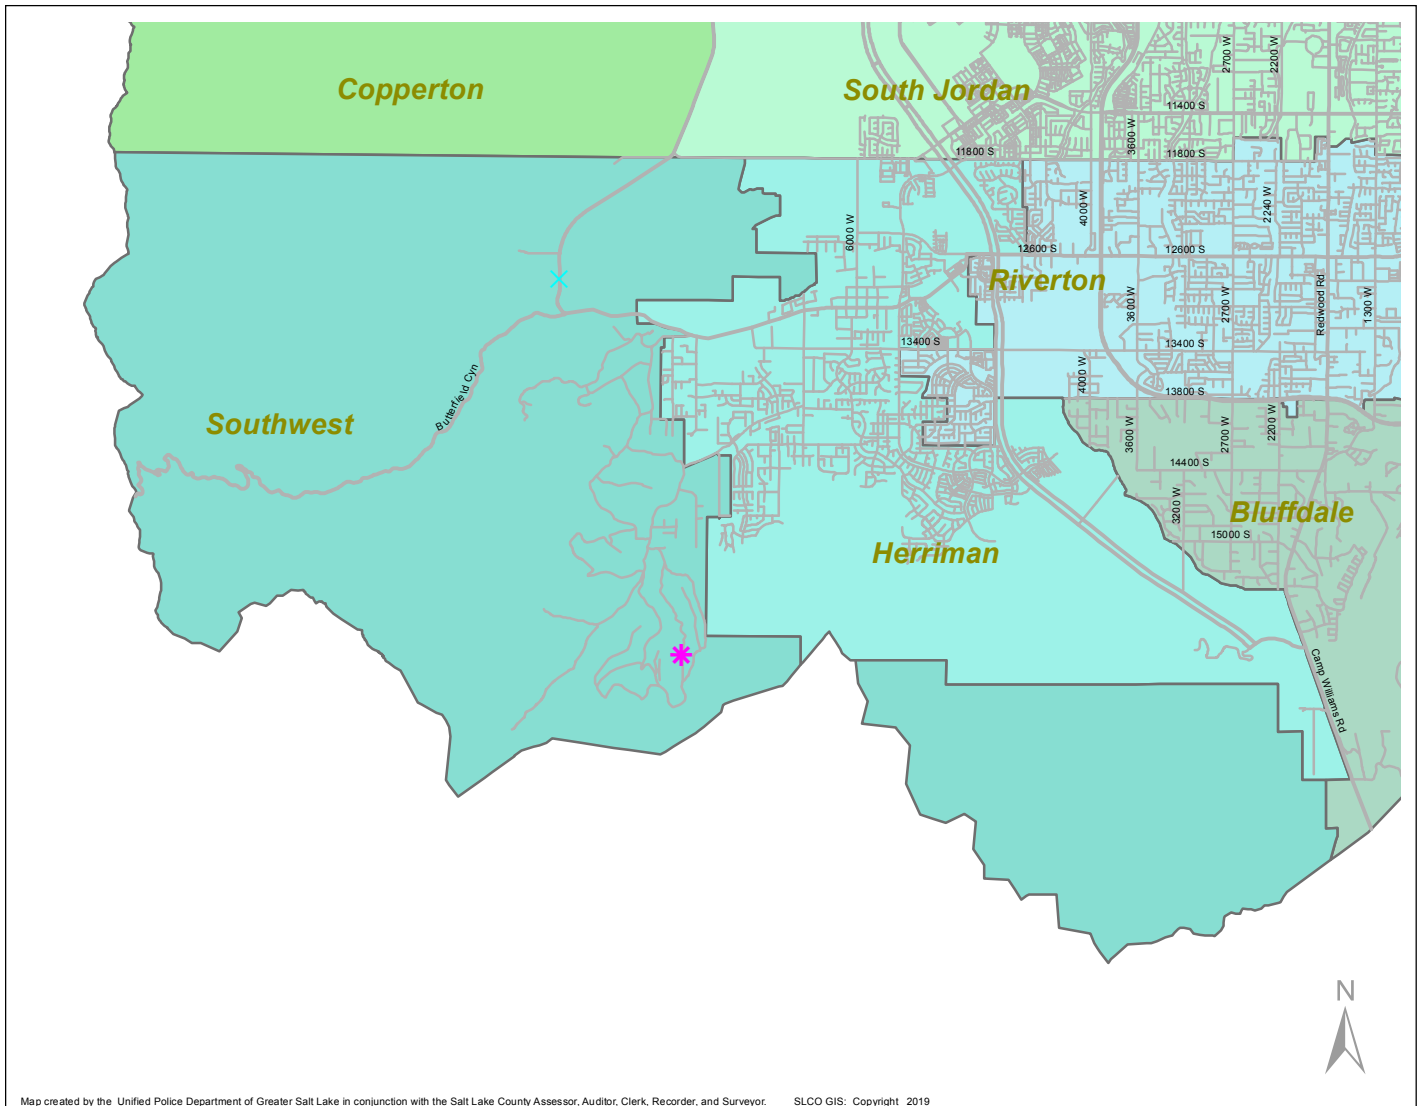 2700 W
2200 W
Copperton
South Jordan
11400 S
3600 W
11800 S
11800 S
4000 W
2240 W
6000 W
12600 S
12600 S
Riverton
3600 W
2700 W
Redwood Rd
1300 W
13400 S
13400 S
4000 W
13800 S
Butterfield Cyn
Southwest
3600 W
2700 W
2200 W
14400 S
3200 W
Bluffdale
15000 S
Herriman
Camp Williams Rd
N
Map created by the Unified Police Department of Greater Salt Lake in conjunction with the Salt Lake County Assessor, Auditor, Clerk, Recorder, and Surveyor. SLCO GIS: Copyright 2019